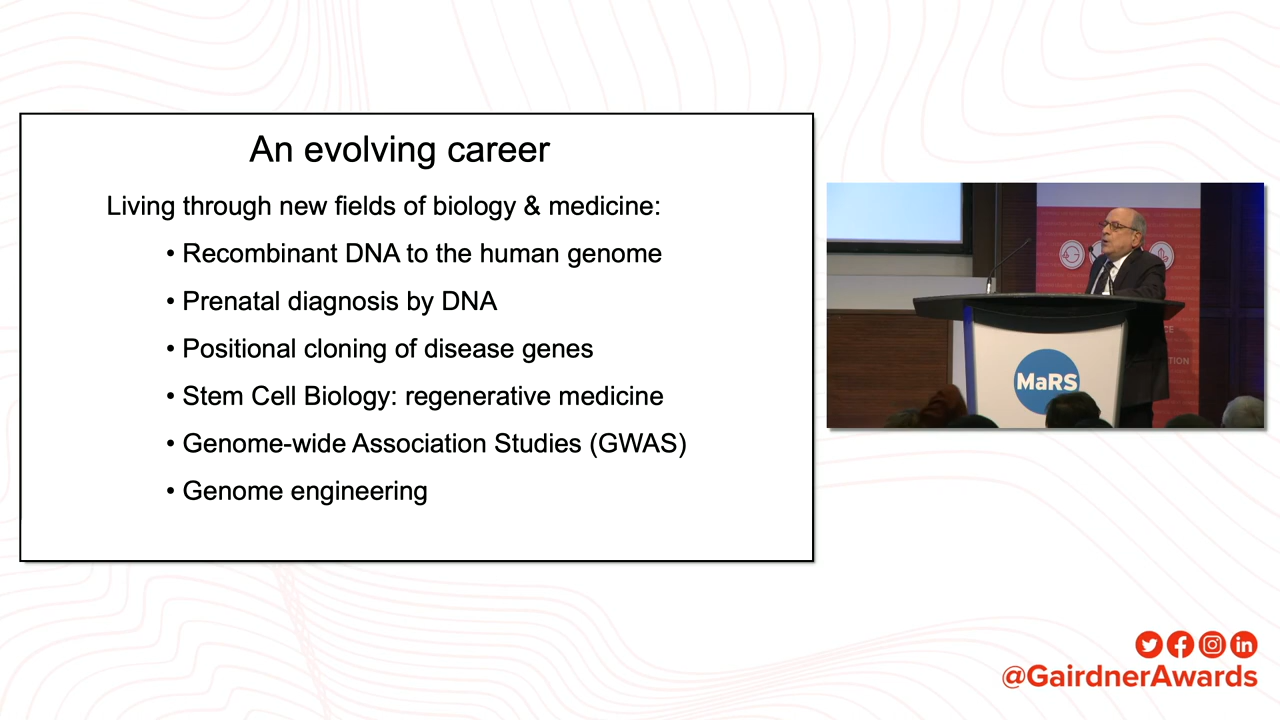 An evolving career
Living through new fields of biology & medicine:
• Recombinant DNA to the human genome
• Prenatal diagnosis by DNA
• Positional cloning of disease genes
• Stem Cell Biology: regenerative medicine
• Genome-wide Association Studies (GWAS)
• Genome engineering
MaRS
@GairdnerAwards